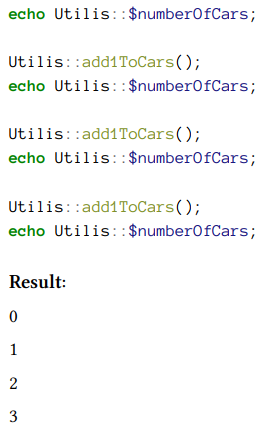 echo Utilis::$numberOfCars;
Utilis::add1ToCars();
echo Utilis::$numberOfCars;
Utilis::add1ToCars();
echo Utilis::$numberOfCars;
Utilis::add1ToCars();
echo Utilis::$numberOfCars;
Result:
0
1
2
3